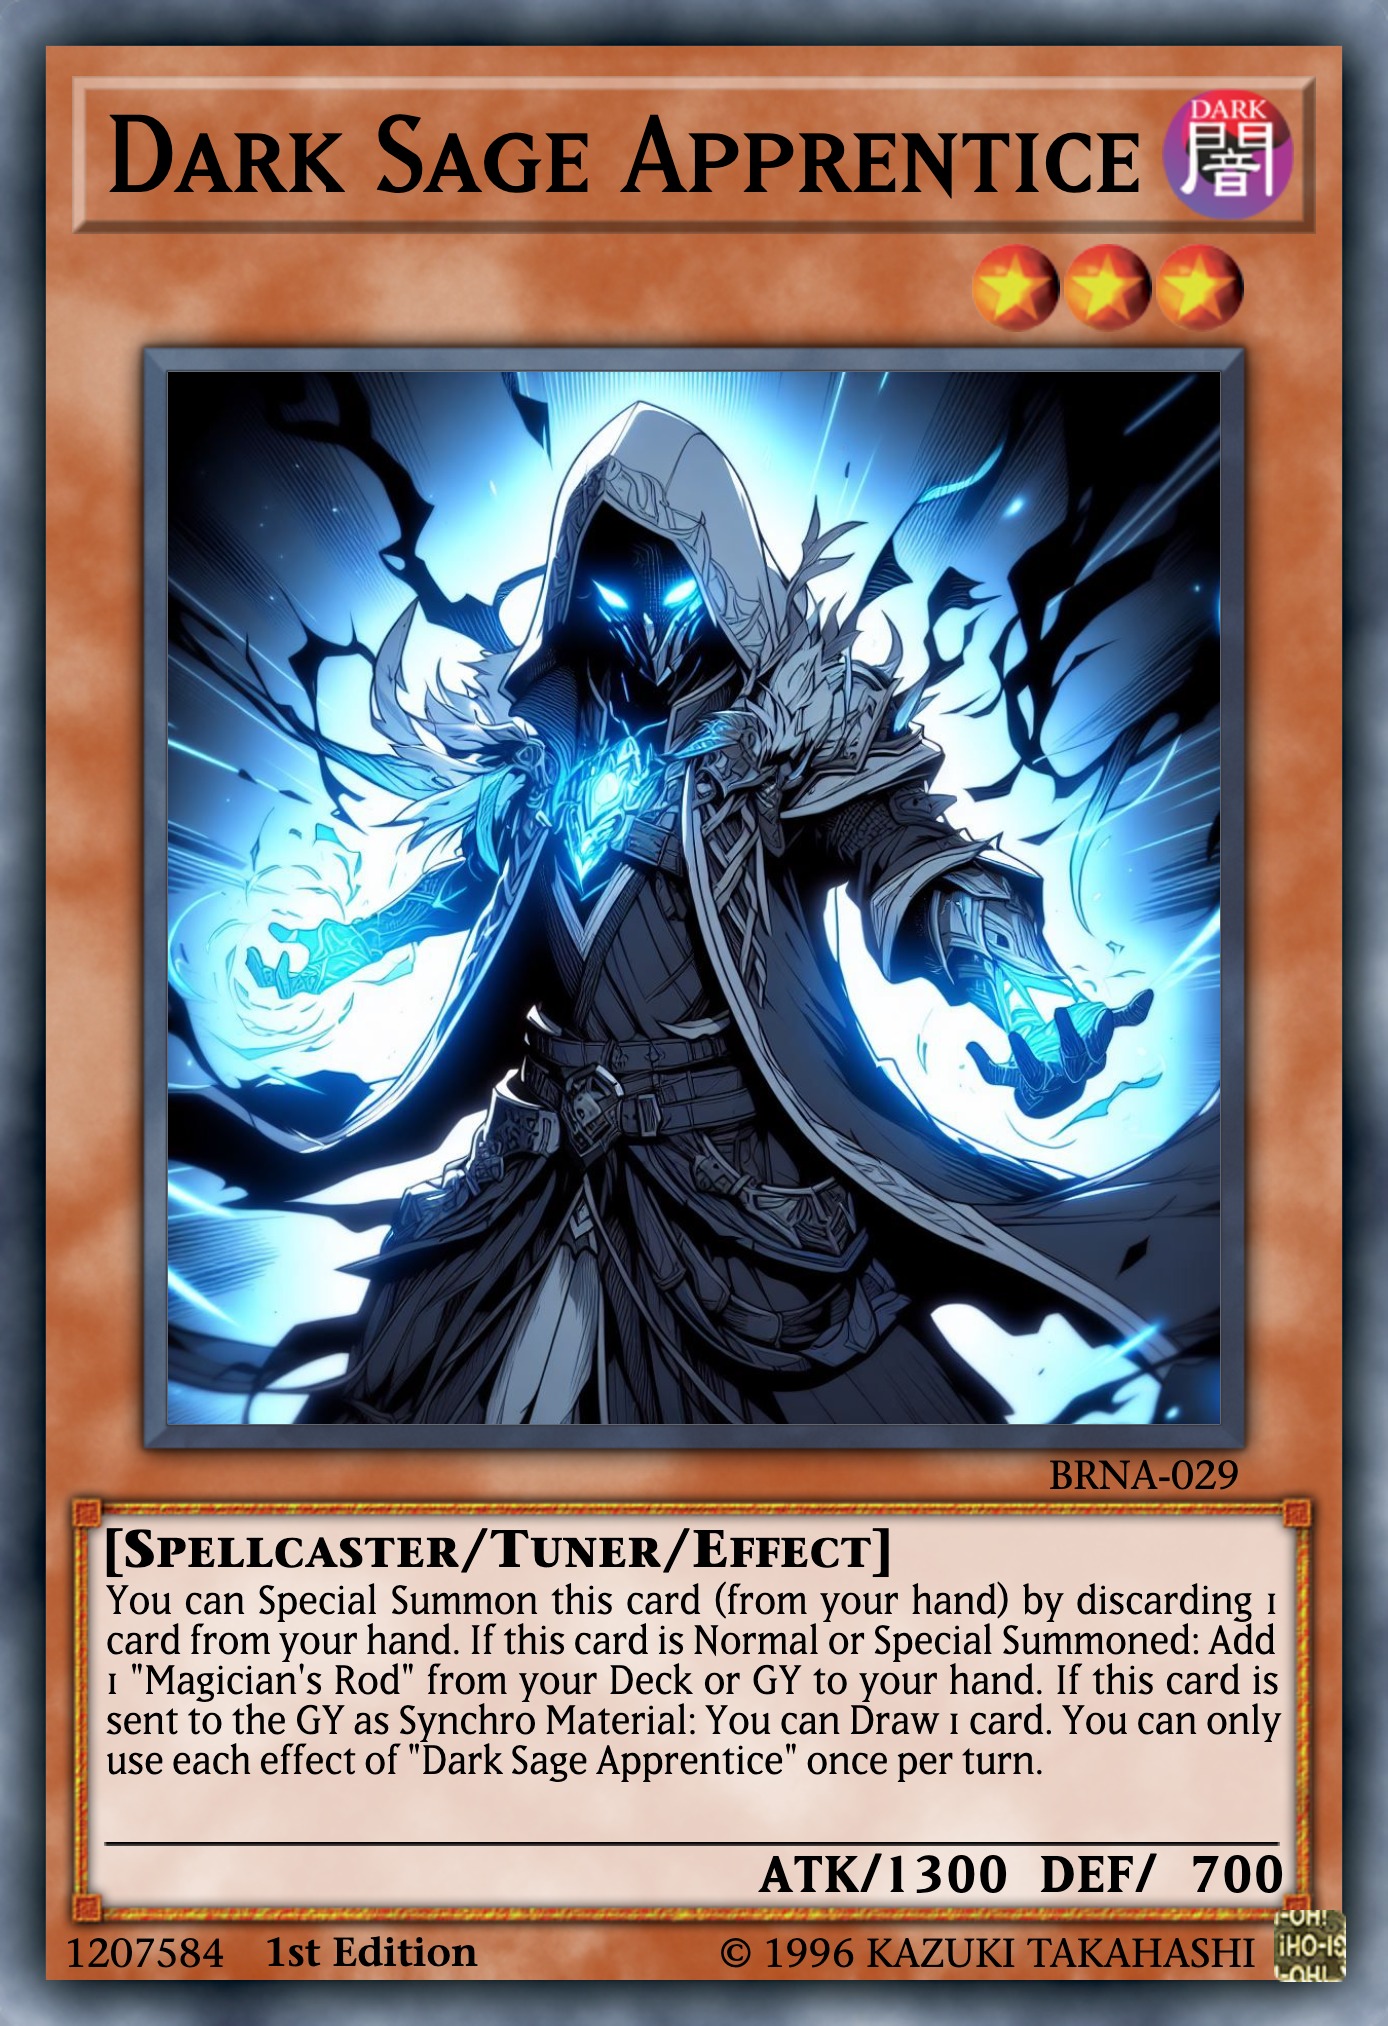 Dark Sage Apprentice
DARK
闇
BRNA-029
[Spellcaster/Tuner/Effect]
You can Special Summon this card (from your hand) by discarding 1
card from your hand. If this card is Normal or Special Summoned: Add
1 "Magician's Rod" from your Deck or GY to your hand. If this card is
sent to the GY as Synchro Material: You can Draw 1 card. You can only
use each effect of "Dark Sage Apprentice" once per turn.
ATK/1300 DEF/ 700
1207584 1st Edition © 1996 KAZUKI TAKAHASHI